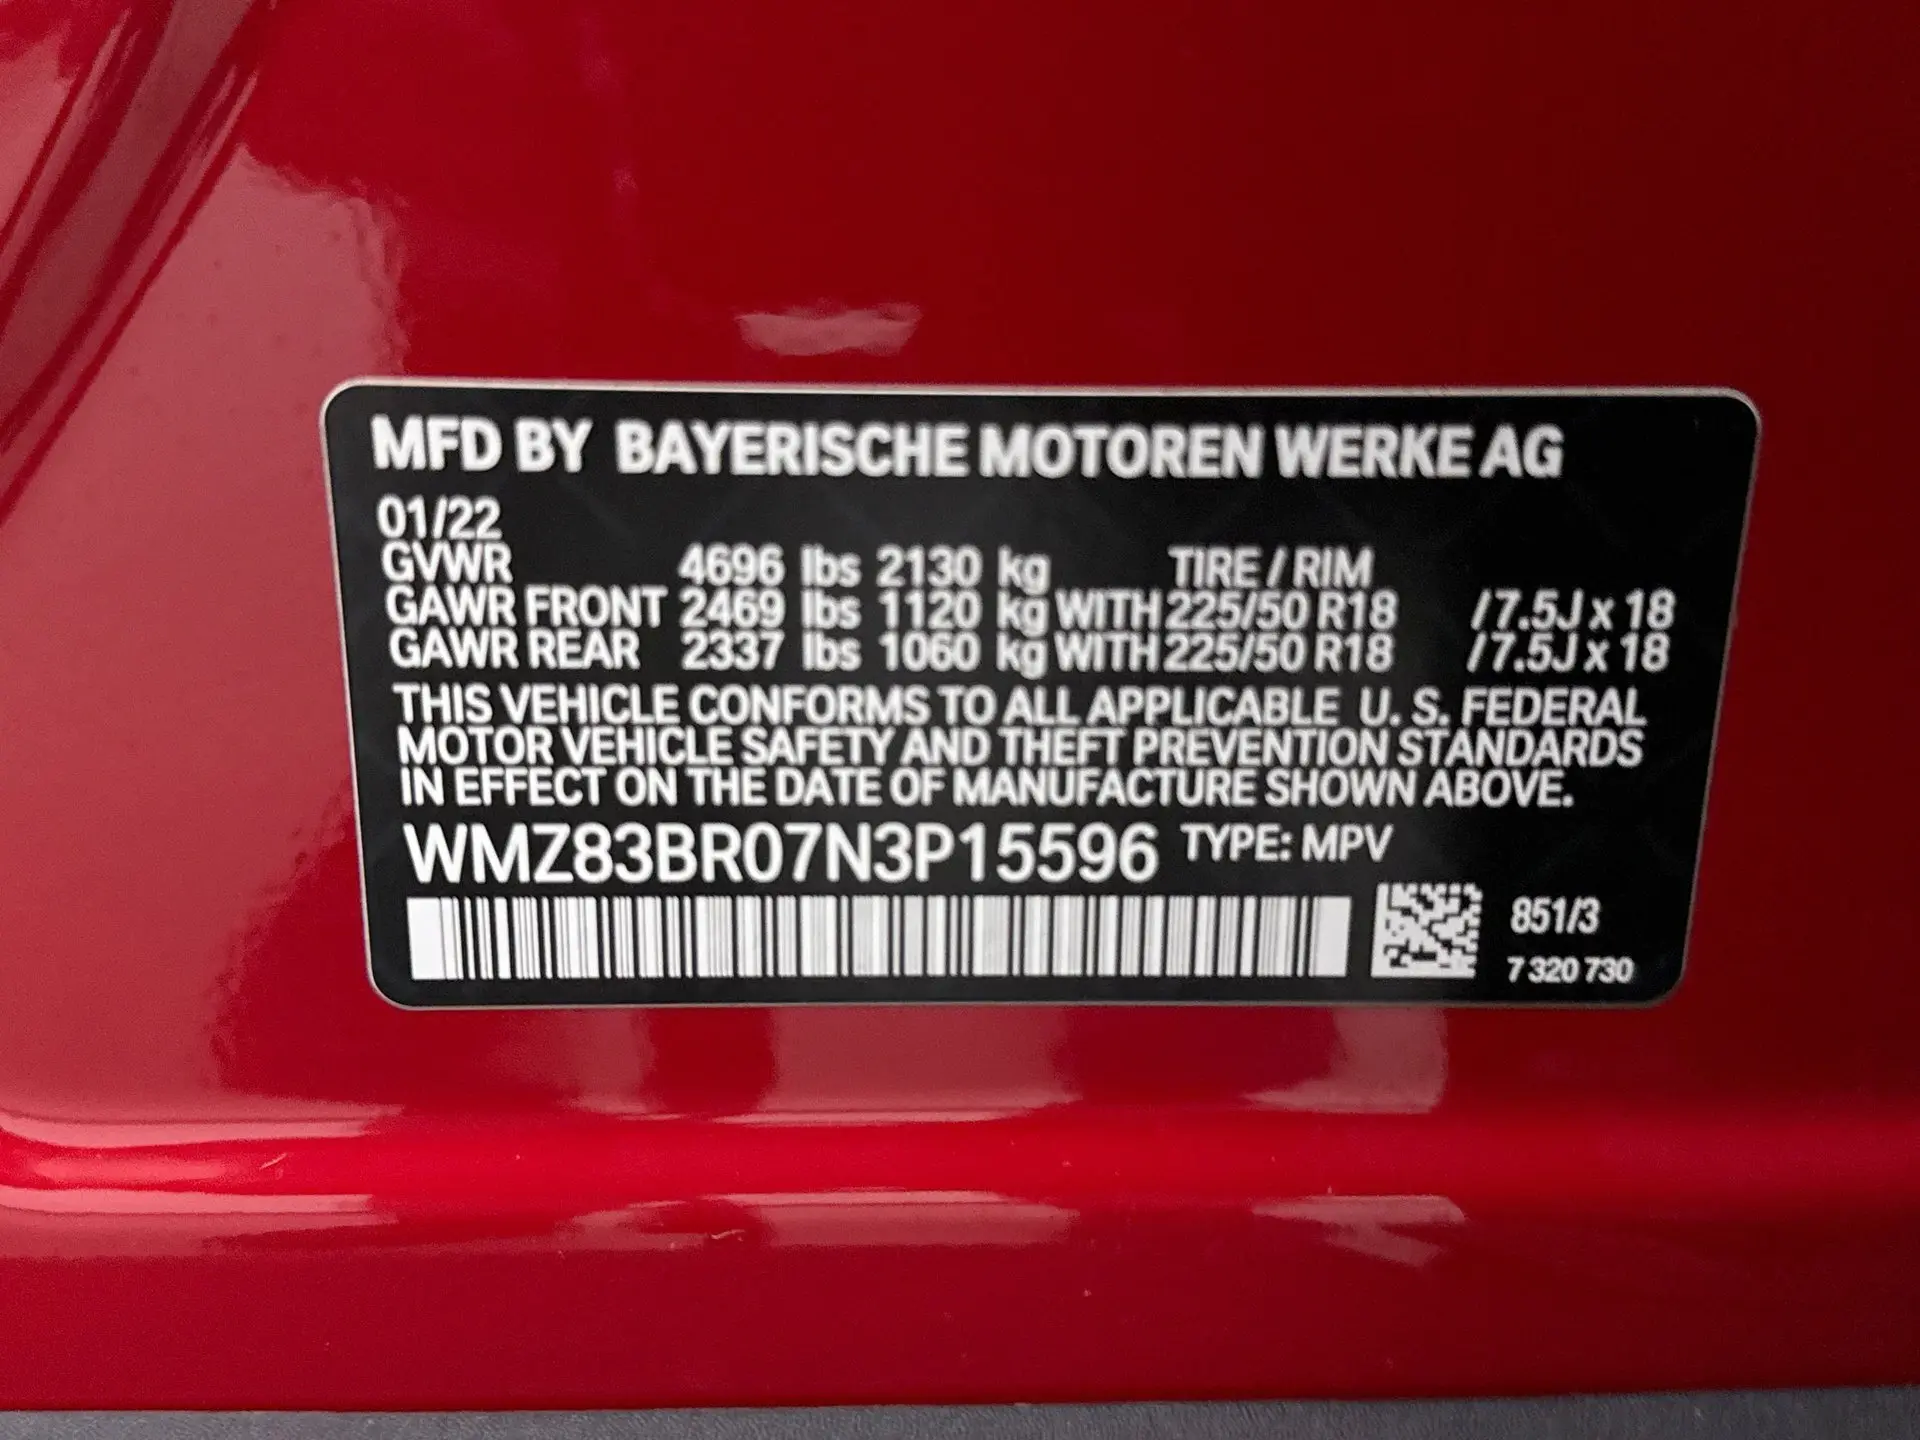 MFD BY BAYERISCHE MOTOREN WERKE AG
01/22
GVWR 4696 lbs 2130 kg TIRE / RIM
GAWR FRONT 2469 lbs 1120 kg WITH 225/50 R18 /7.5J x 18
GAWR REAR 2337 lbs 1060 kg WITH 225/50 R18 /7.5J x 18
THIS VEHICLE CONFORMS TO ALL APPLICABLE U. S. FEDERAL
MOTOR VEHICLE SAFETY AND THEFT PREVENTION STANDARDS
IN EFFECT ON THE DATE OF MANUFACTURE SHOWN ABOVE.
WMZ83BR07N3P15596 TYPE: MPV
851/3
7 320 730